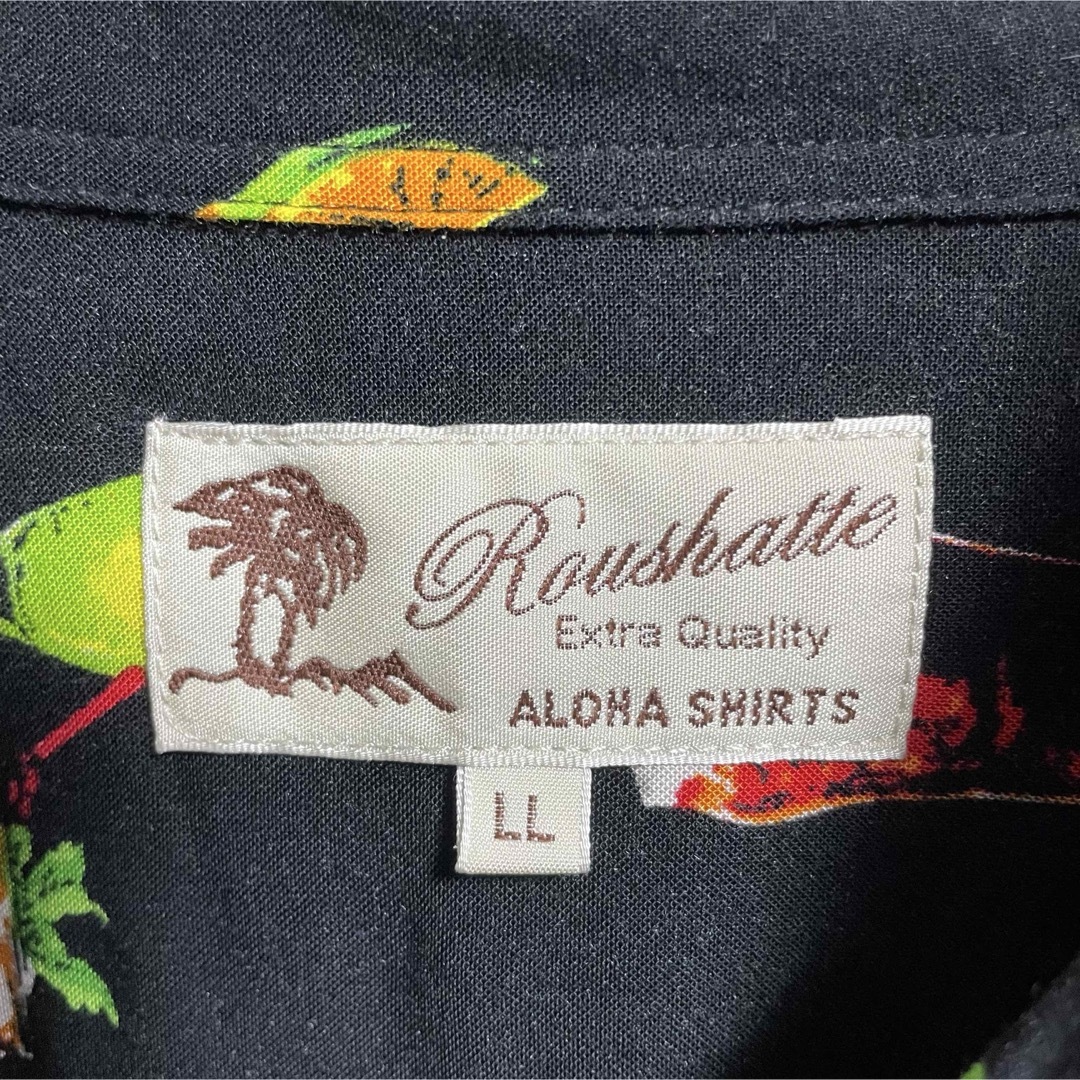 Roushatte
Extra Quality
ALOHA SHIRTS
LL